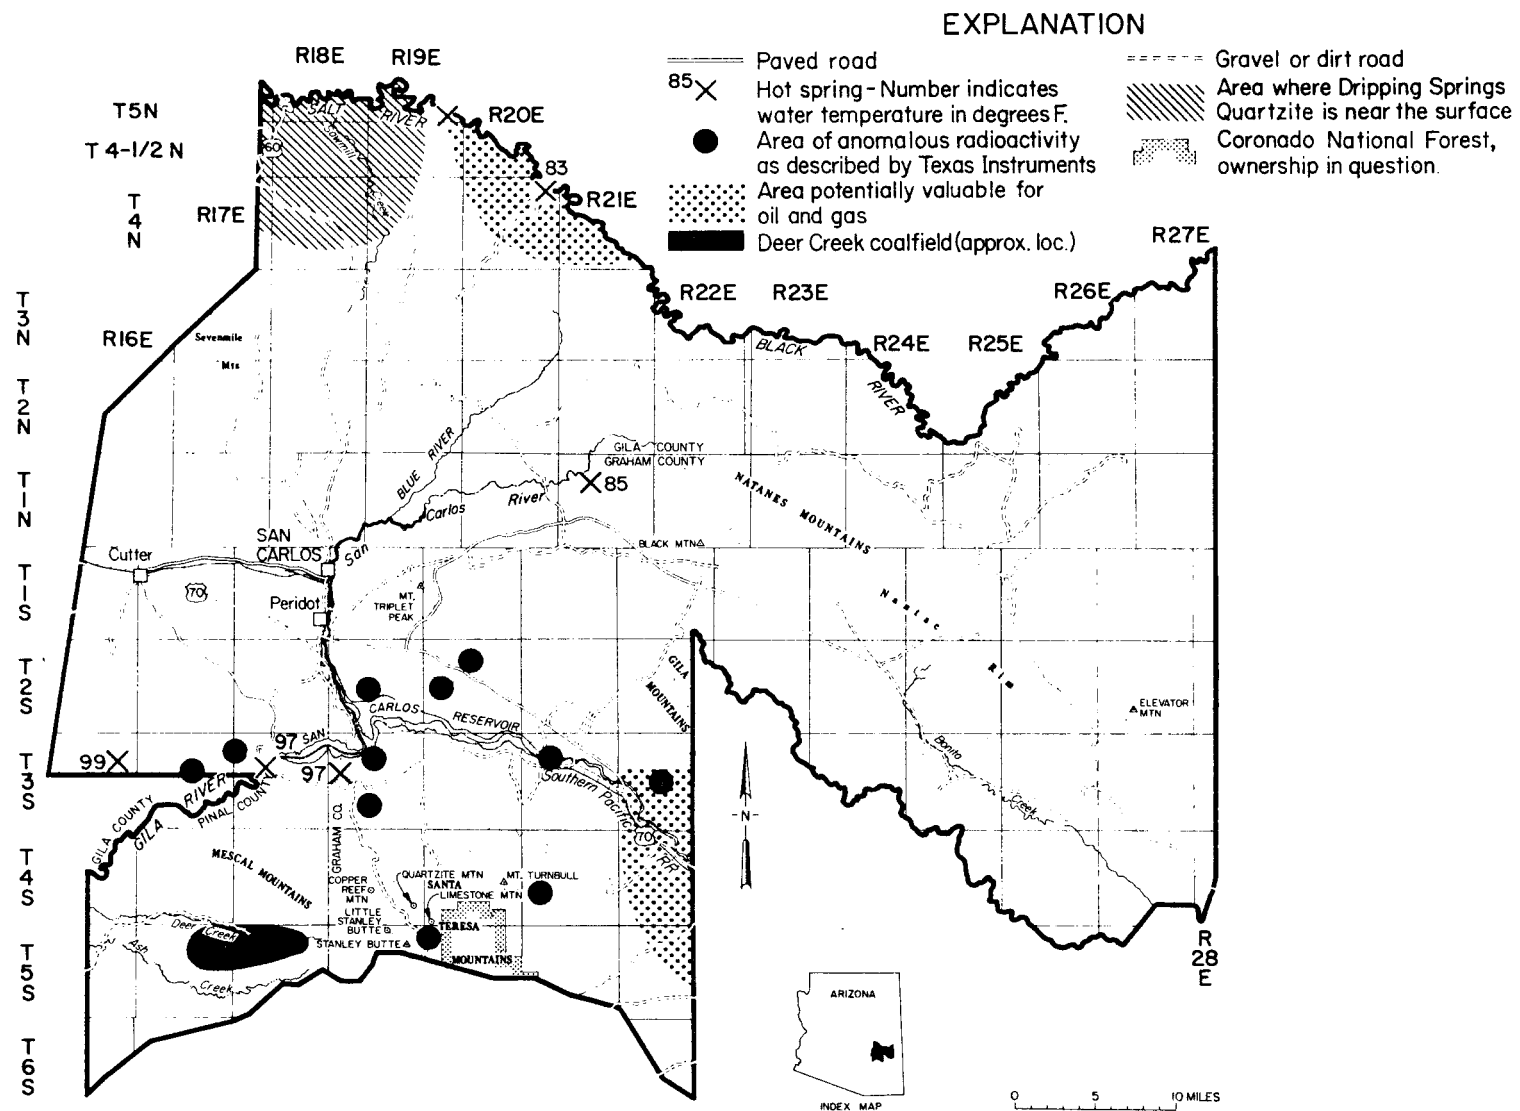 EXPLANATION
Paved road
85 Hot spring-Number indicates
water temperature in degrees F.
Area of anomalous radioactivity
as described by Texas Instruments
Area potentially valuable for
oil and gas
Deer Creek coalfield (approx. loc.)
Gravel or dirt road
Area where Dripping Springs
Quartzite is near the surface
Coronado National Forest,
ownership in question.
R18E
R19E
T5N
R20E
T 4-1/2 N
T
4
N
R17E
R21E
R27E
R22E
R23E
R26E
R16E
R24E
R25E
T
3
N
T
2
N
T
1
N
T
1
S
T
2
S
T
3
S
T
4
S
T
5
S
T
6
S
R
28
E
SALT
RIVER
60
Creek
83
Sevenmile
Mts
BLACK
RIVER
BLUE RIVER
GILA COUNTY
GRAHAM COUNTY
85
San
Carlos
River
NATANKS MOUNTAINS
SAN
CARLOS
Cutter
BLACK MTN
70
Peridot
MT.
TRIPLET
PEAK
Nantac
Rim
GILA
MOUNTAINS
ELEVATOR
MTN
SAN
CARLOS
RESERVOIR
97
99
97
Bonito
Creek
Southern Pacific
RR
70
GILA COUNTY
GILA
RIVER
PINAL COUNTY
GRAHAM CO.
-N-
MESCAL MOUNTAINS
QUARTZITE MTN
MT. TURNBULL
COPPER
REEF
MTN
SANTA
LIMESTONE MTN
LITTLE
STANLEY
BUTTE
TERESA
STANLEY BUTTE
MOUNTAINS
Deer
Creek
Ash
Creek
ARIZONA
INDEX MAP
0 5 10 MILES